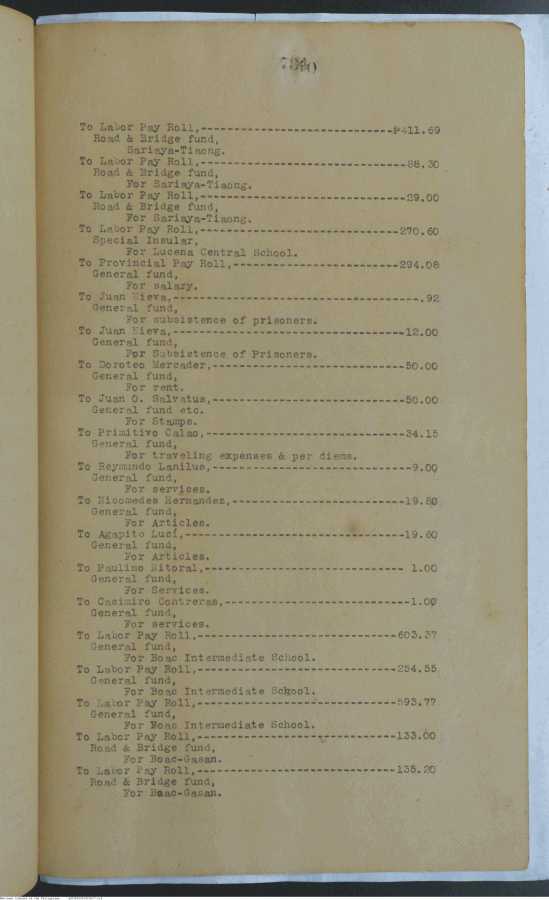 To Labor Pay Roll,------------------------------₱411.69
Road & Bridge fund,
Sariaya-Tiaong.
To Labor Pay Roll,--------------------------------88.30
Road & Bridge fund,
For Sariaya-Tiaong.
To Labor Pay Roll,--------------------------------29.00
Road & Bridge fund,
For Sariaya-Tiaong.
To Labor Pay Roll,-------------------------------270.60
Special Insular,
For Lucena Central School.
To Provincial Pay Roll,--------------------------294.08
General fund,
For salary.
To Juan Nieva,--------------------------------------.92
General fund,
For subsistence of prisoners.
To Juan Nieva,------------------------------------12.00
General fund,
For Subsistence of Prisoners.
To Doroteo Mercader,------------------------------50.00
General fund,
For rent.
To Juan O. Salvatus,------------------------------50.00
General fund etc.
For Stamps.
To Primitivo Calao,-------------------------------34.15
General fund,
For traveling expenses & per diems.
To Reymundo Lanilus,-------------------------------9.00
General fund,
For services.
To Nicomedes Hernandez,---------------------------19.80
General fund,
For Articles.
To Agapito Luci,----------------------------------19.60
General fund,
For Articles.
To Paulino Ritoral,------------------------------- 1.00
General fund,
For Services.
To Casimiro Contreras,-----------------------------1.00
General fund,
For services.
To Labor Pay Roll,-------------------------------603.37
General fund,
For Boac Intermediate School.
To Labor Pay Roll,-------------------------------254.55
General fund,
For Boac Intermediate School.
To Labor Pay Roll,-------------------------------593.77
General fund,
For Boac Intermediate School.
To Labor Pay Roll,-------------------------------133.00
Road & Bridge fund,
For Boac-Gasan.
To Labor Pay Roll,-------------------------------135.20
Road & Bridge fund,
For Boac-Gasan.